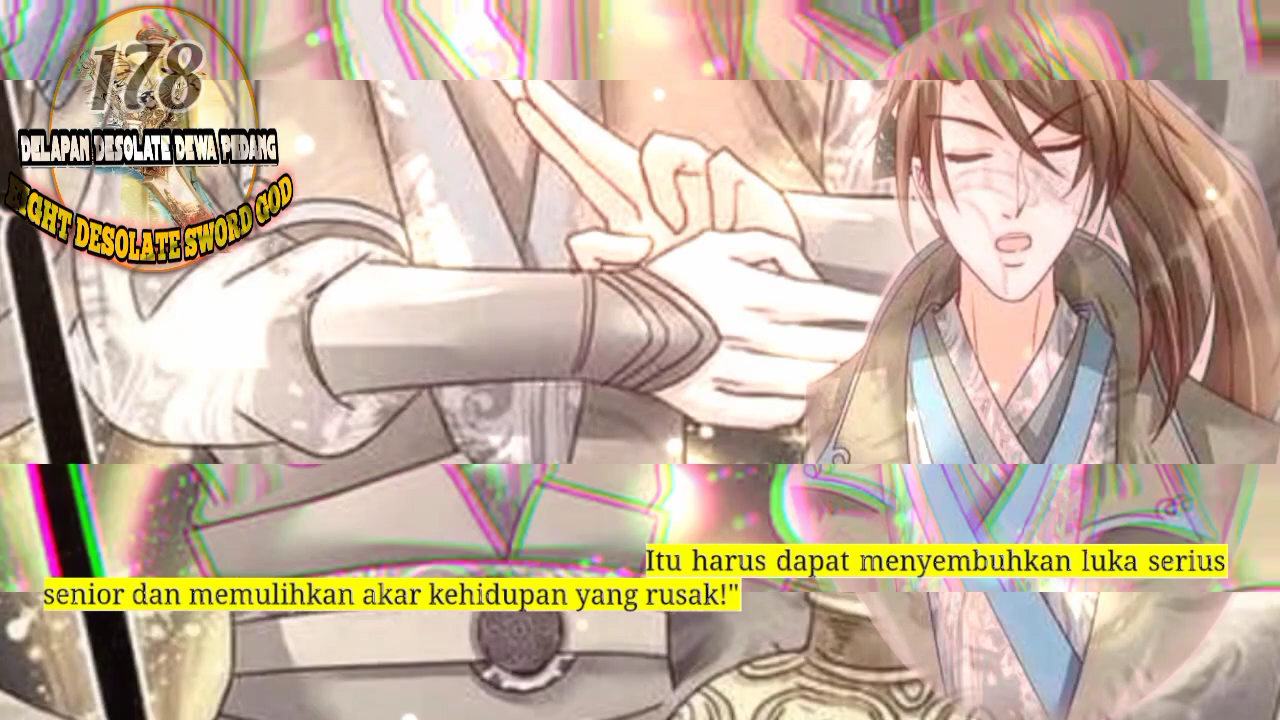 178
DELAPAN DESOLATE DEWA PEDANG
EIGHT DESOLATE SWORD GOD
Itu harus dapat menyembuhkan luka serius
senior dan memulihkan akar kehidupan yang rusak!"